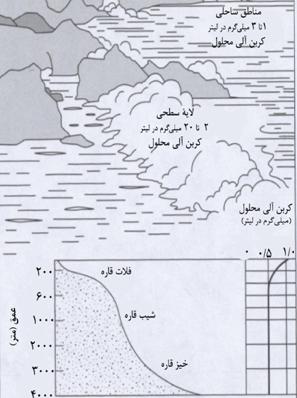 مناطق ساحلی
۱ تا ۳ میلی‌گرم در لیتر
کربن آلی محلول
لایهٔ سطحی
۲ تا ۲۰ میلی‌گرم در لیتر
کربن آلی محلول
کربن آلی محلول
(میلی‌گرم در لیتر)
۰ ۰/۵ ۱/۰
عمق (متر)
۲۰۰
۶۰۰
۱۰۰۰
۲۰۰۰
۳۰۰۰
۴۰۰۰
فلات قاره
شیب قاره
خیز قاره